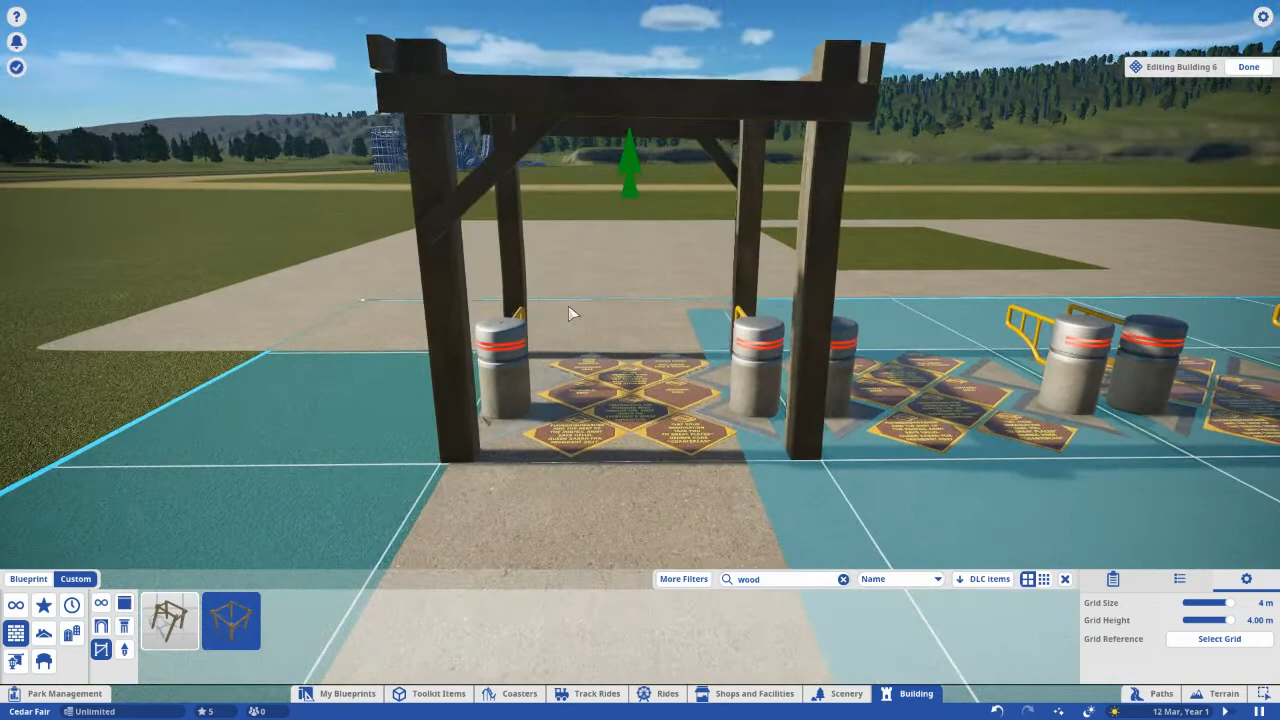 Editing Building 6
Done
Blueprint
Custom
More Filters
wood
Name
DLC items
Grid Size
4 m
Grid Height
4.00 m
Grid Reference
Select Grid
Park Management
My Blueprints
Toolkit Items
Coasters
Track Rides
Rides
Shops and Facilities
Scenery
Building
Paths
Terrain
Cedar Fair
Unlimited
5
0
12 Mar, Year 1